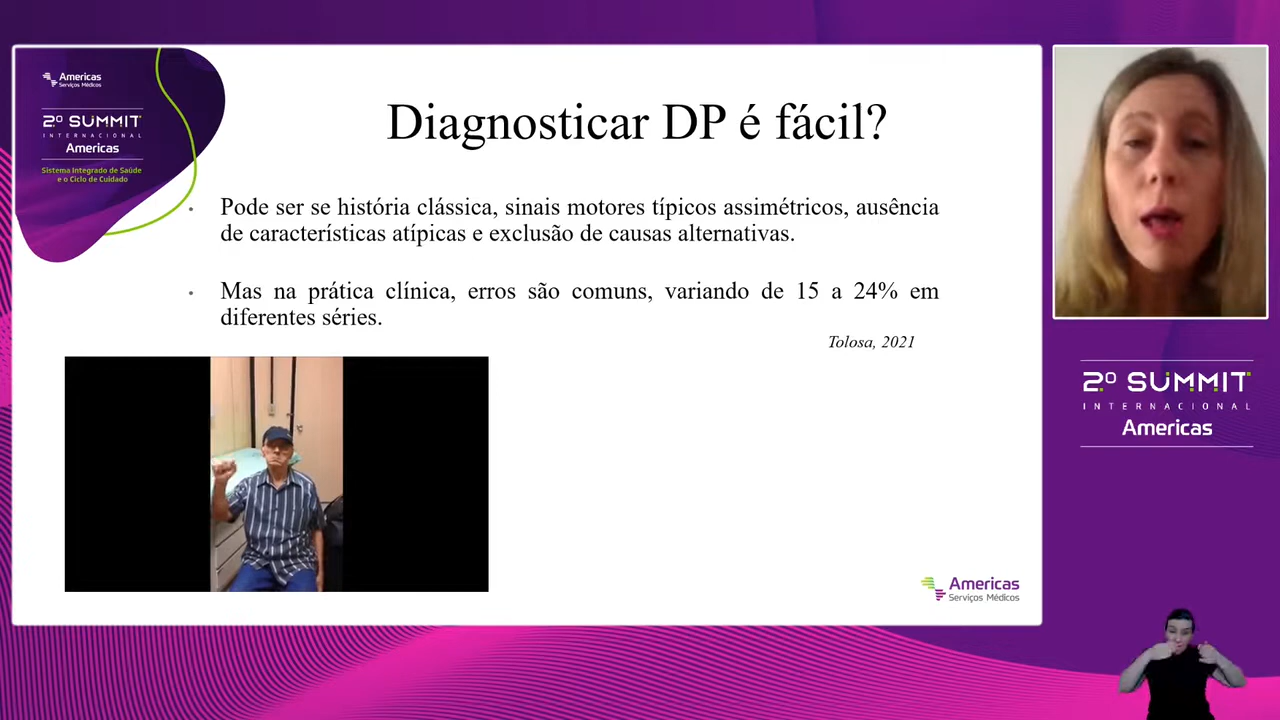 Americas
Serviços Médicos
2º SUMMIT
INTERNACIONAL
Americas
Sistema Integrado de Saúde
e o Ciclo de Cuidado
Diagnosticar DP é fácil?
• Pode ser se história clássica, sinais motores típicos assimétricos, ausência
de características atípicas e exclusão de causas alternativas.
• Mas na prática clínica, erros são comuns, variando de 15 a 24% em
diferentes séries.
Tolosa, 2021
Americas
Serviços Médicos
2º SUMMIT
INTERNACIONAL
Americas